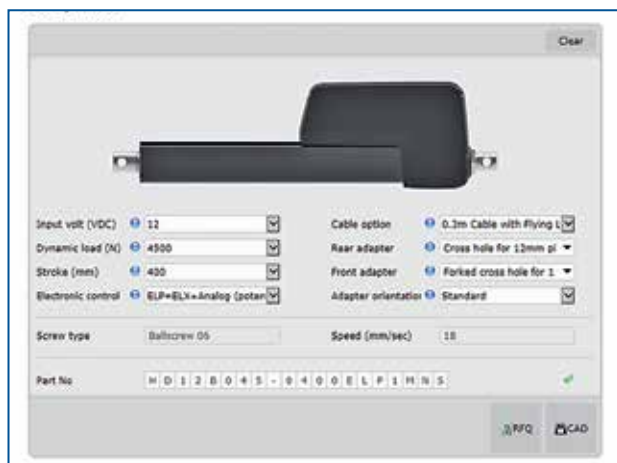 Clear
Input volt (VDC) 12 Cable option 0.3m Cable with Flying L
Dynamic load (N) 4500 Rear adapter Cross hole for 12mm pi
Stroke (mm) 400 Front adapter Forked cross hole for 1
Electronic control ELP+ELX+Analog (poten Adapter orientatio Standard
Screw type Ballscrew 06 Speed (mm/sec) 18
Part No H D 1 2 B 0 4 5 - 0 4 0 0 E L P 1 M N S
RFQ CAD